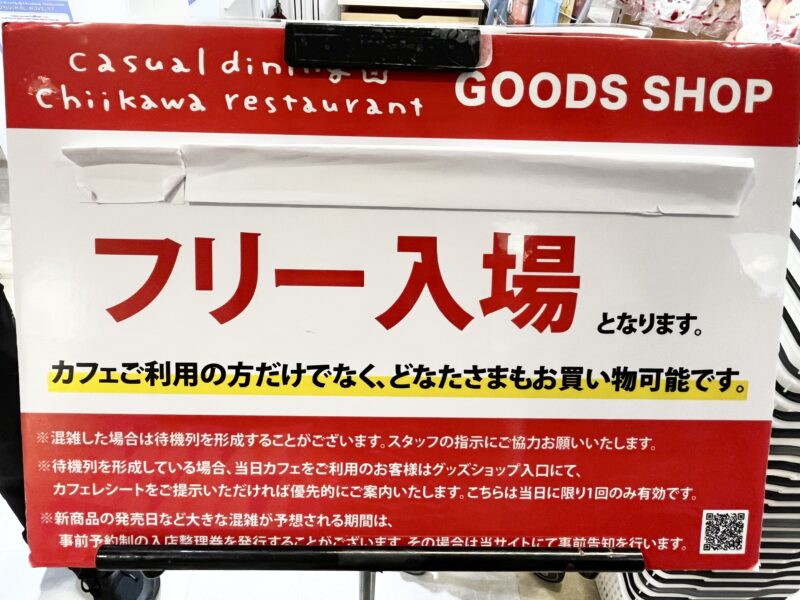 casual dining
chiikawa restaurant
GOODS SHOP
フリー入場
となります。
カフェご利用の方だけでなく、どなたさまもお買い物可能です。
※混雑した場合は待機列を形成することがございます。スタッフの指示にご協力お願いいたします。
※待機列を形成している場合、当日カフェをご利用のお客様はグッズショップ入口にて、
カフェレシートをご提示いただければ優先的にご案内いたします。こちらは当日に限り1回のみ有効です。
※新商品の発売日など大きな混雑が予想される期間は、
事前予約制の入店整理券を発行することがございます。その場合は当サイトにて事前告知を行います。